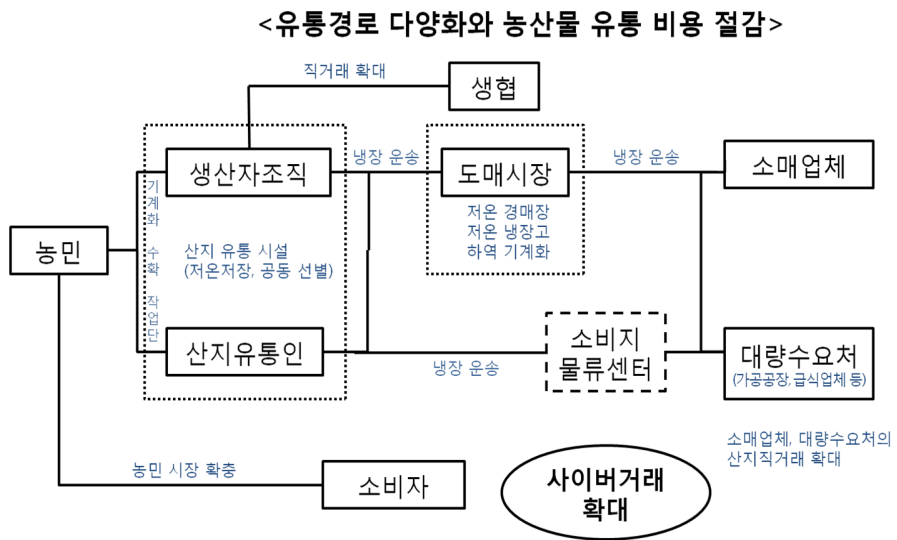 <유통경로 다양화와 농산물 유통 비용 절감>
직거래 확대
생협
생산자조직
냉장 운송
도매시장
냉장 운송
소매업체
저온 경매장
저온 냉장고
하역 기계화
기계화 수확 작업단
농민
산지 유통 시설
(저온저장, 공동 선별)
산지유통인
냉장 운송
소비지
물류센터
대량수요처
(가공공장, 급식업체 등)
소매업체, 대량수요처의
산지직거래 확대
농민 시장 확충
소비자
사이버거래
확대